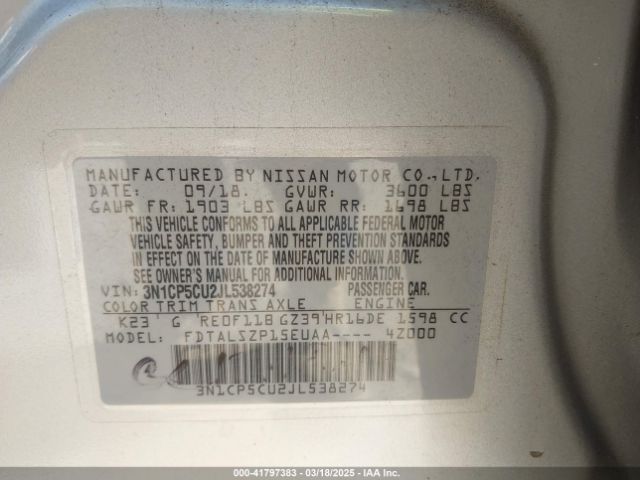 MANUFACTURED BY NISSAN MOTOR CO.,LTD.
DATE: 09/18. GVWR: 3600 LBS
GAWR FR: 1903 LBS GAWR RR: 1698 LBS
THIS VEHICLE CONFORMS TO ALL APPLICABLE FEDERAL MOTOR
VEHICLE SAFETY, BUMPER AND THEFT PREVENTION STANDARDS
IN EFFECT ON THE DATE OF MANUFACTURE SHOWN ABOVE.
SEE OWNER'S MANUAL FOR ADDITIONAL INFORMATION.
VIN: 3N1CP5CU2JL538274 PASSENGER CAR.
COLOR TRIM TRANS AXLE ENGINE
K23 G RE0F11B GZ39 HR16DE 1598 CC
MODEL: FDTALSZP15EUAA---- 4Z000
3N1CP5CU2JL538274
000-41797383 | 03/18/2025 | IAA Inc.